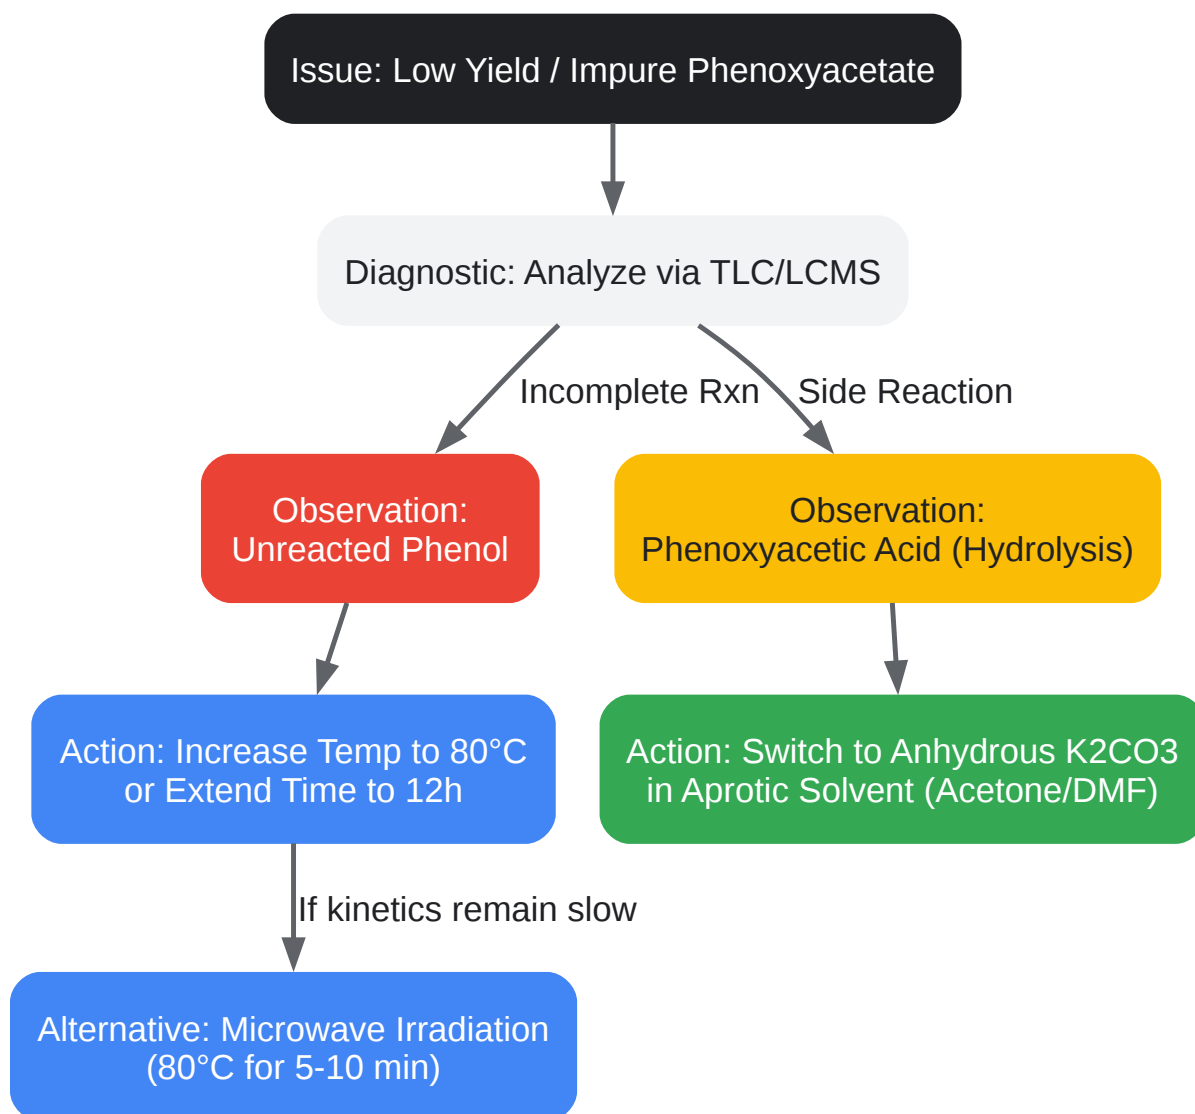 Issue: Low Yield / Impure Phenoxyacetate
Diagnostic: Analyze via TLC/LCMS
Incomplete Rxn
Side Reaction
Observation:
Unreacted Phenol
Observation:
Phenoxyacetic Acid (Hydrolysis)
Action: Increase Temp to 80°C
or Extend Time to 12h
Action: Switch to Anhydrous K2CO3
in Aprotic Solvent (Acetone/DMF)
If kinetics remain slow
Alternative: Microwave Irradiation
(80°C for 5-10 min)